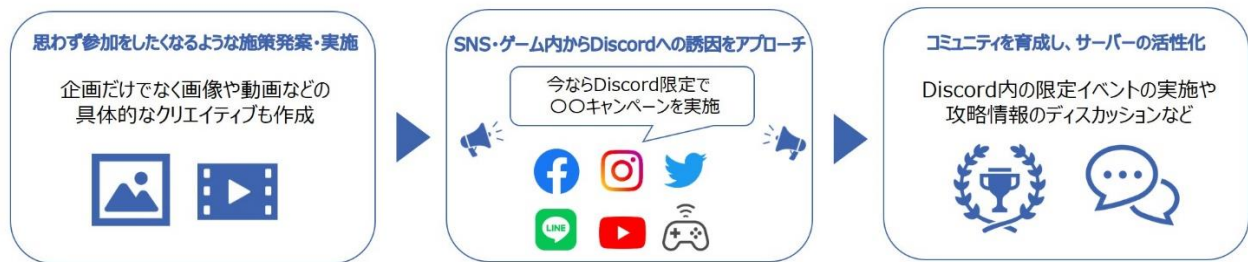 思わず参加をしたくなるような施策発案・実施
企画だけでなく画像や動画などの
具体的なクリエイティブも作成
SNS・ゲーム内からDiscordへの誘因をアプローチ
今ならDiscord限定で
〇〇キャンペーンを実施
LINE
コミュニティを育成し、サーバーの活性化
Discord内の限定イベントの実施や
攻略情報のディスカッションなど